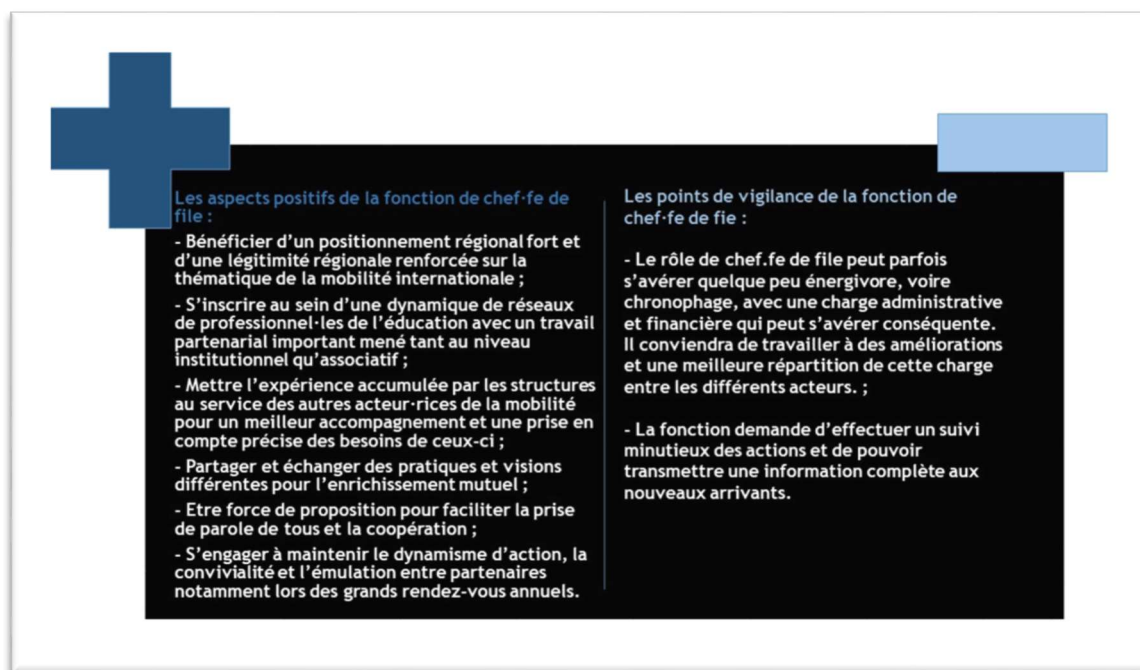 Les aspects positifs de la fonction de chef·fe de
file :
- Bénéficier d’un positionnement régional fort et
d’une légitimité régionale renforcée sur la
thématique de la mobilité internationale ;
- S’inscrire au sein d’une dynamique de réseaux
de professionnel·les de l’éducation avec un travail
partenarial important mené tant au niveau
institutionnel qu’associatif ;
- Mettre l’expérience accumulée par les structures
au service des autres acteur·rices de la mobilité
pour un meilleur accompagnement et une prise en
compte précise des besoins de ceux-ci ;
- Partager et échanger des pratiques et visions
différentes pour l’enrichissement mutuel ;
- Etre force de proposition pour faciliter la prise
de parole de tous et la coopération ;
- S’engager à maintenir le dynamisme d’action, la
convivialité et l’émulation entre partenaires
notamment lors des grands rendez-vous annuels.
Les points de vigilance de la fonction de
chef·fe de fie :
- Le rôle de chef.fe de file peut parfois
s’avérer quelque peu énergivore, voire
chronophage, avec une charge administrative
et financière qui peut s’avérer conséquente.
Il conviendra de travailler à des améliorations
et une meilleure répartition de cette charge
entre les différents acteurs. ;
- La fonction demande d’effectuer un suivi
minutieux des actions et de pouvoir
transmettre une information complète aux
nouveaux arrivants.